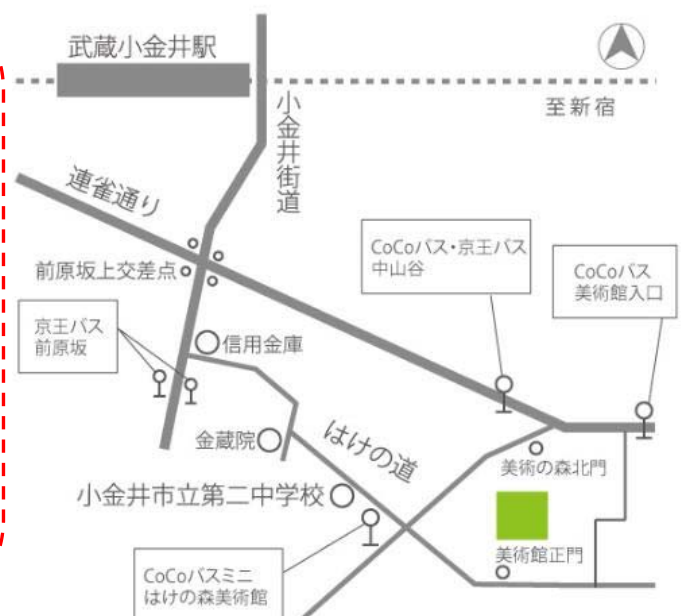 武蔵小金井駅
至新宿
小金井街道
連雀通り
CoCoバス・京王バス
中山谷
CoCoバス
美術館入口
前原坂上交差点
京王バス
前原坂
信用金庫
金蔵院
はけの道
美術の森北門
小金井市立第二中学校
美術館正門
CoCoバスミニ
はけの森美術館